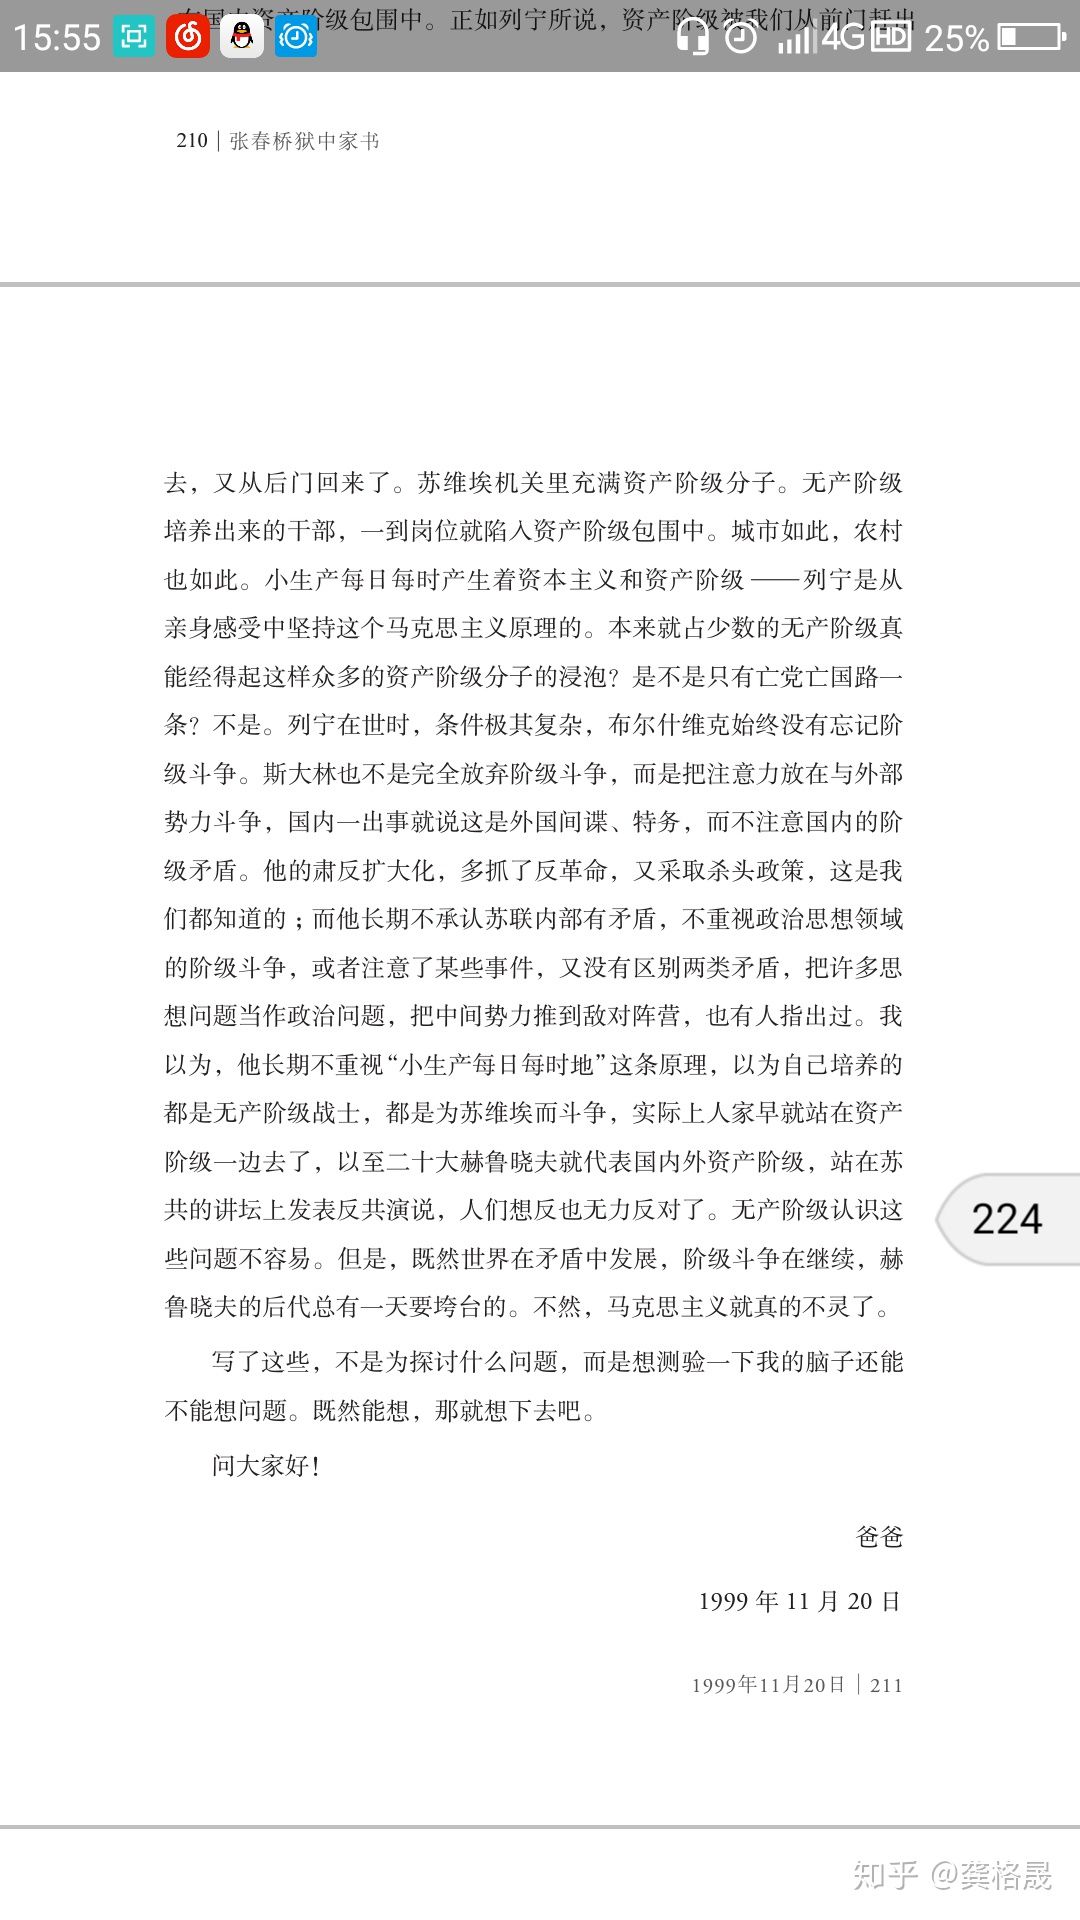 在国内资产阶级包围中。正如列宁所说，资产阶级被我们从前门赶出
15:55
4G HD 25%
210 | 张春桥狱中家书
去，又从后门回来了。苏维埃机关里充满资产阶级分子。无产阶级
培养出来的干部，一到岗位就陷入资产阶级包围中。城市如此，农村
也如此。小生产每日每时产生着资本主义和资产阶级——列宁是从
亲身感受中坚持这个马克思主义原理的。本来就占少数的无产阶级真
能经得起这样众多的资产阶级分子的浸泡？是不是只有亡党亡国路一
条？不是。列宁在世时，条件极其复杂，布尔什维克始终没有忘记阶
级斗争。斯大林也不是完全放弃阶级斗争，而是把注意力放在与外部
势力斗争，国内一出事就说这是外国间谍、特务，而不注意国内的阶
级矛盾。他的肃反扩大化，多抓了反革命，又采取杀头政策，这是我
们都知道的；而他长期不承认苏联内部有矛盾，不重视政治思想领域
的阶级斗争，或者注意了某些事件，又没有区别两类矛盾，把许多思
想问题当作政治问题，把中间势力推到敌对阵营，也有人指出过。我
以为，他长期不重视“小生产每日每时地”这条原理，以为自己培养的
都是无产阶级战士，都是为苏维埃而斗争，实际上人家早就站在资产
阶级一边去了，以至二十大赫鲁晓夫就代表国内外资产阶级，站在苏
共的讲坛上发表反共演说，人们想反也无力反对了。无产阶级认识这
些问题不容易。但是，既然世界在矛盾中发展，阶级斗争在继续，赫
鲁晓夫的后代总有一天要垮台的。不然，马克思主义就真的不灵了。
224
写了这些，不是为探讨什么问题，而是想测验一下我的脑子还能
不能想问题。既然能想，那就想下去吧。
问大家好！
爸爸
1999 年 11 月 20 日
1999年11月20日 | 211
知乎 @龚格晟